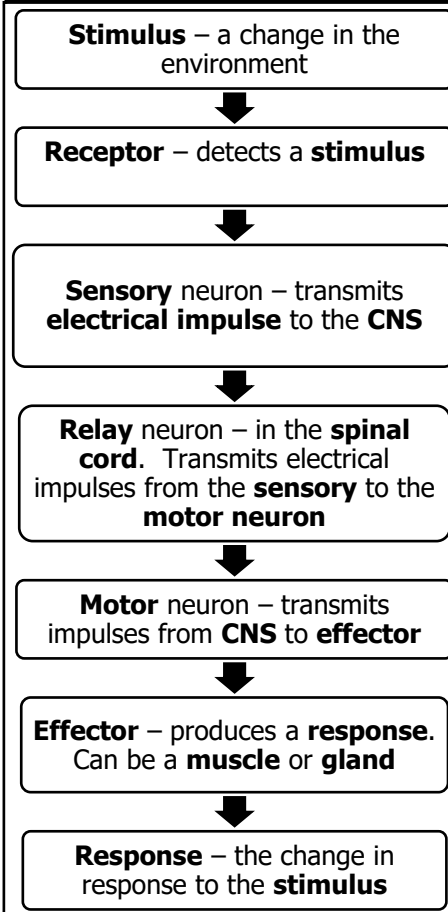 Stimulus – a change in the
environment
Receptor – detects a stimulus
Sensory neuron – transmits
electrical impulse to the CNS
Relay neuron – in the spinal
cord.  Transmits electrical
impulses from the sensory to the
motor neuron
Motor neuron – transmits
impulses from CNS to effector
Effector – produces a response.
Can be a muscle or gland
Response – the change in
response to the stimulus